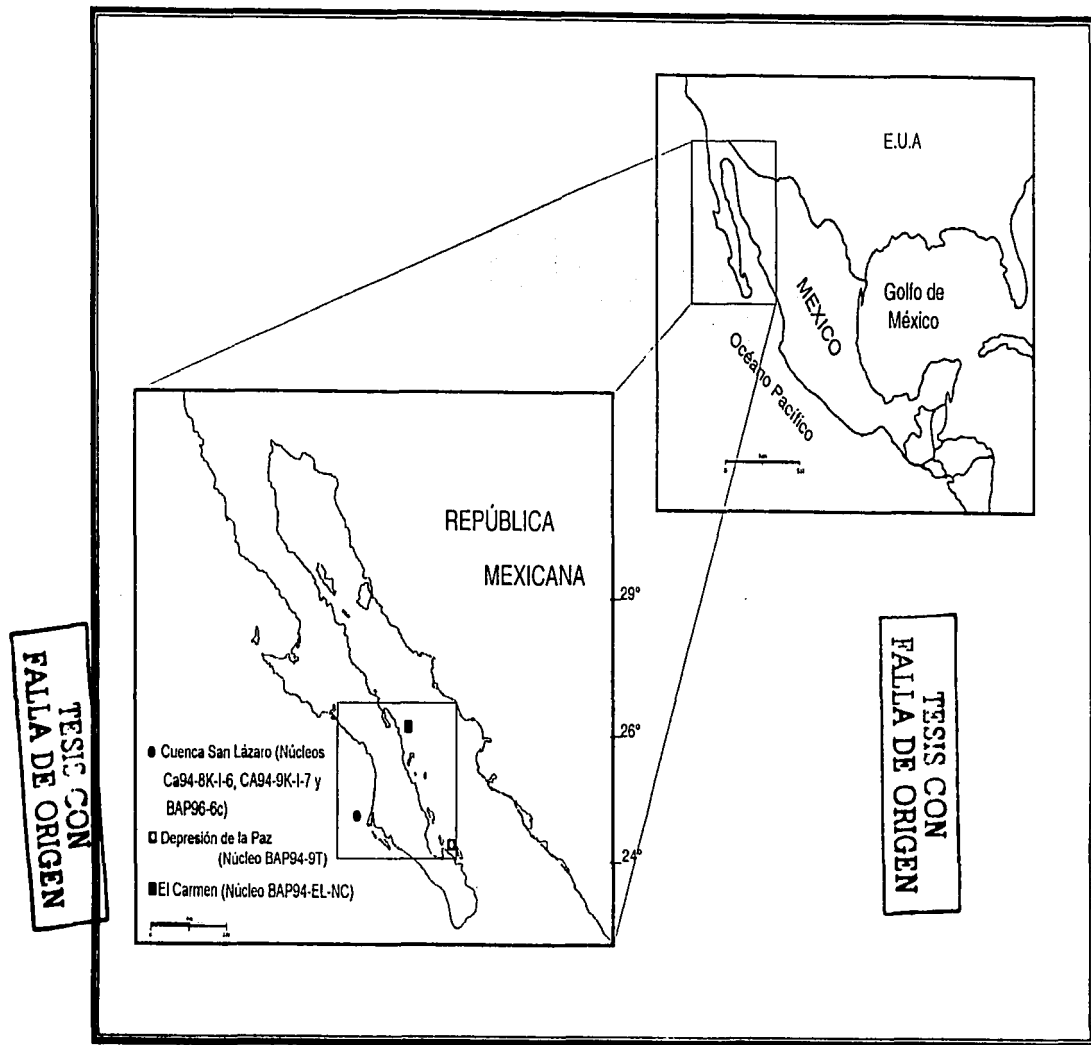 E.U.A
MEXICO
Golfo de
México
Océano Pacífico
REPÚBLICA
MEXICANA
29°
26°
24°
Cuenca San Lázaro (Núcleos
Ca94-8K-I-6, CA94-9K-I-7 y
BAP96-6c)
Depresión de la Paz
(Núcleo BAP94-9T)
El Carmen (Núcleo BAP94-EL-NC)
0
TESIS CON
FALLA DE ORIGEN
TESIS CON
FALLA DE ORIGEN